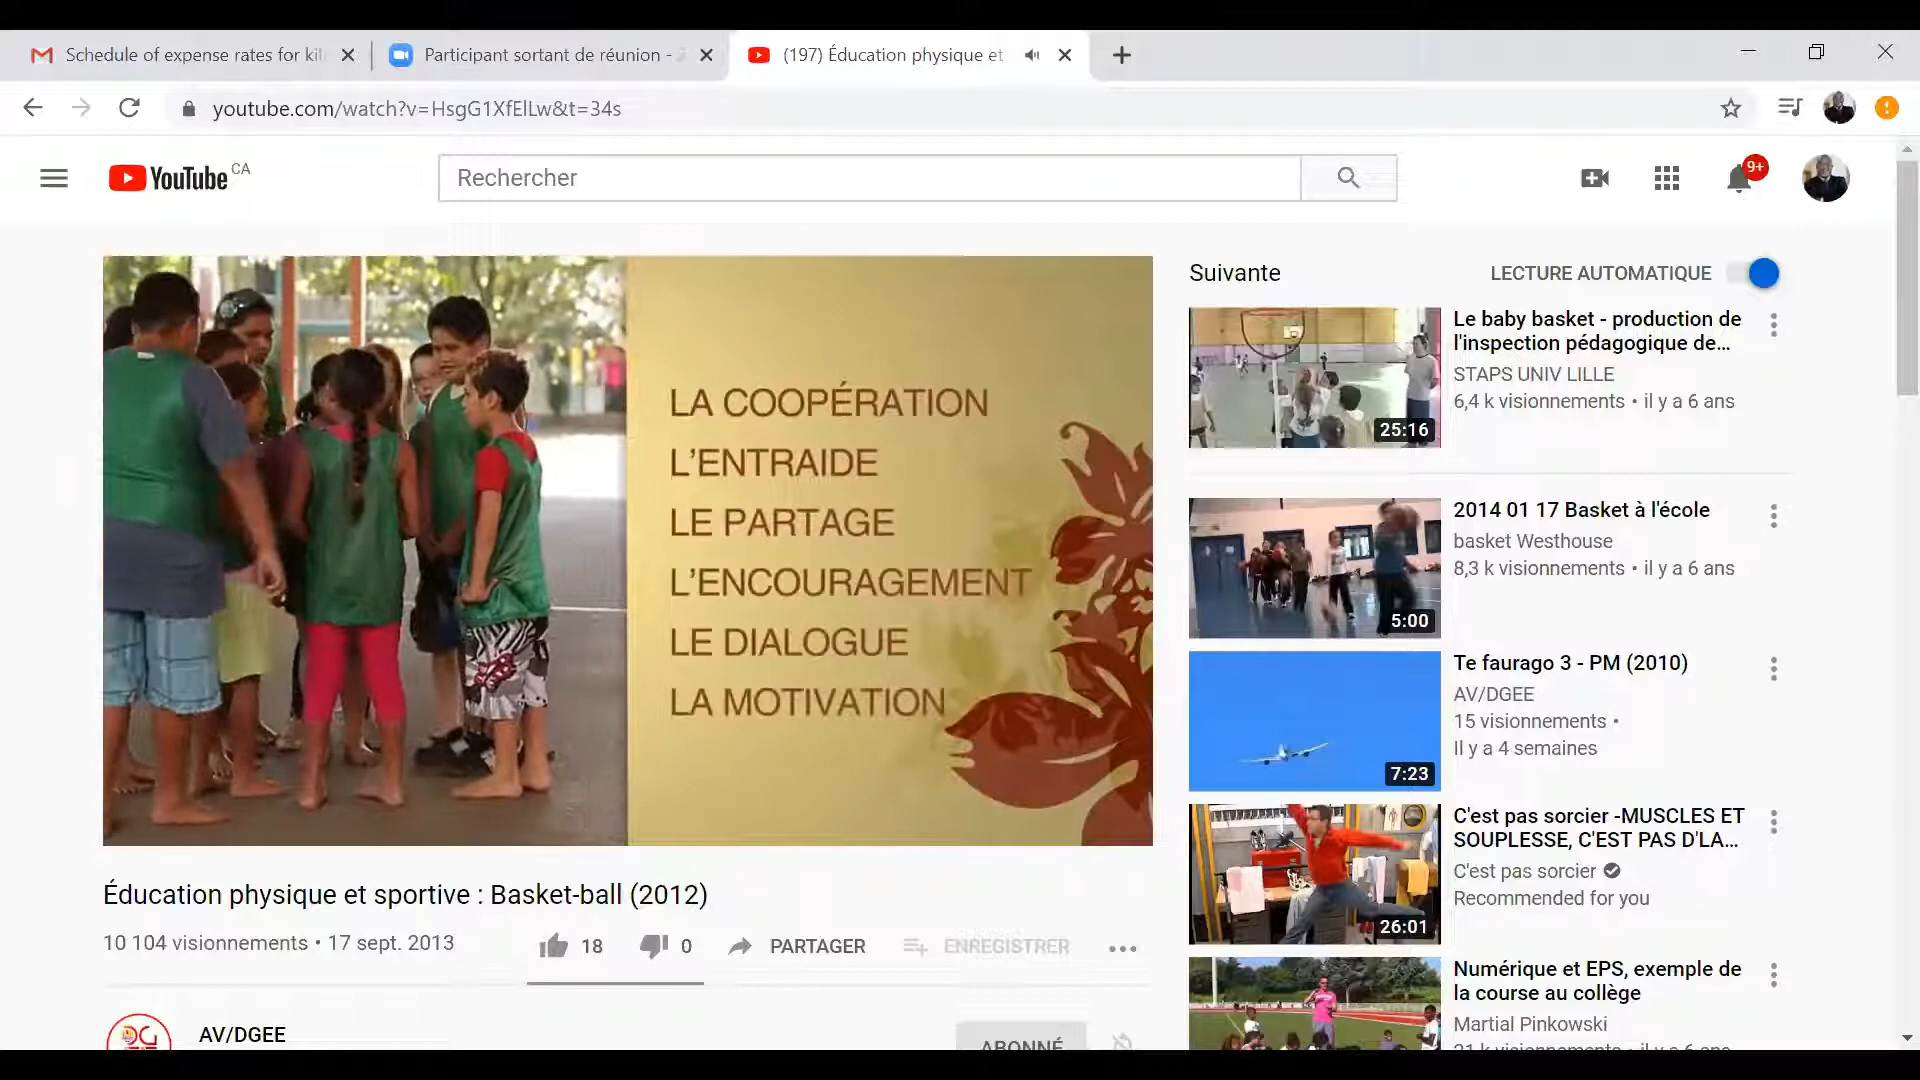 Schedule of expense rates for kil
Participant sortant de réunion -
(197) Éducation physique et
youtube.com/watch?v=HsgG1XfElLw&t=34s
YouTube CA
Rechercher
9+
LA COOPÉRATION
L'ENTRAIDE
LE PARTAGE
L'ENCOURAGEMENT
LE DIALOGUE
LA MOTIVATION
Éducation physique et sportive : Basket-ball (2012)
10 104 visionnements • 17 sept. 2013
18
0
PARTAGER
ENREGISTRER
AV/DGEE
ABONNÉ
Suivante
LECTURE AUTOMATIQUE
25:16
Le baby basket - production de
l'inspection pédagogique de...
STAPS UNIV LILLE
6,4 k visionnements • il y a 6 ans
5:00
2014 01 17 Basket à l'école
basket Westhouse
8,3 k visionnements • il y a 6 ans
7:23
Te faurago 3 - PM (2010)
AV/DGEE
15 visionnements •
Il y a 4 semaines
26:01
C'est pas sorcier -MUSCLES ET
SOUPLESSE, C'EST PAS D'LA...
C'est pas sorcier
Recommended for you
Numérique et EPS, exemple de
la course au collège
Martial Pinkowski